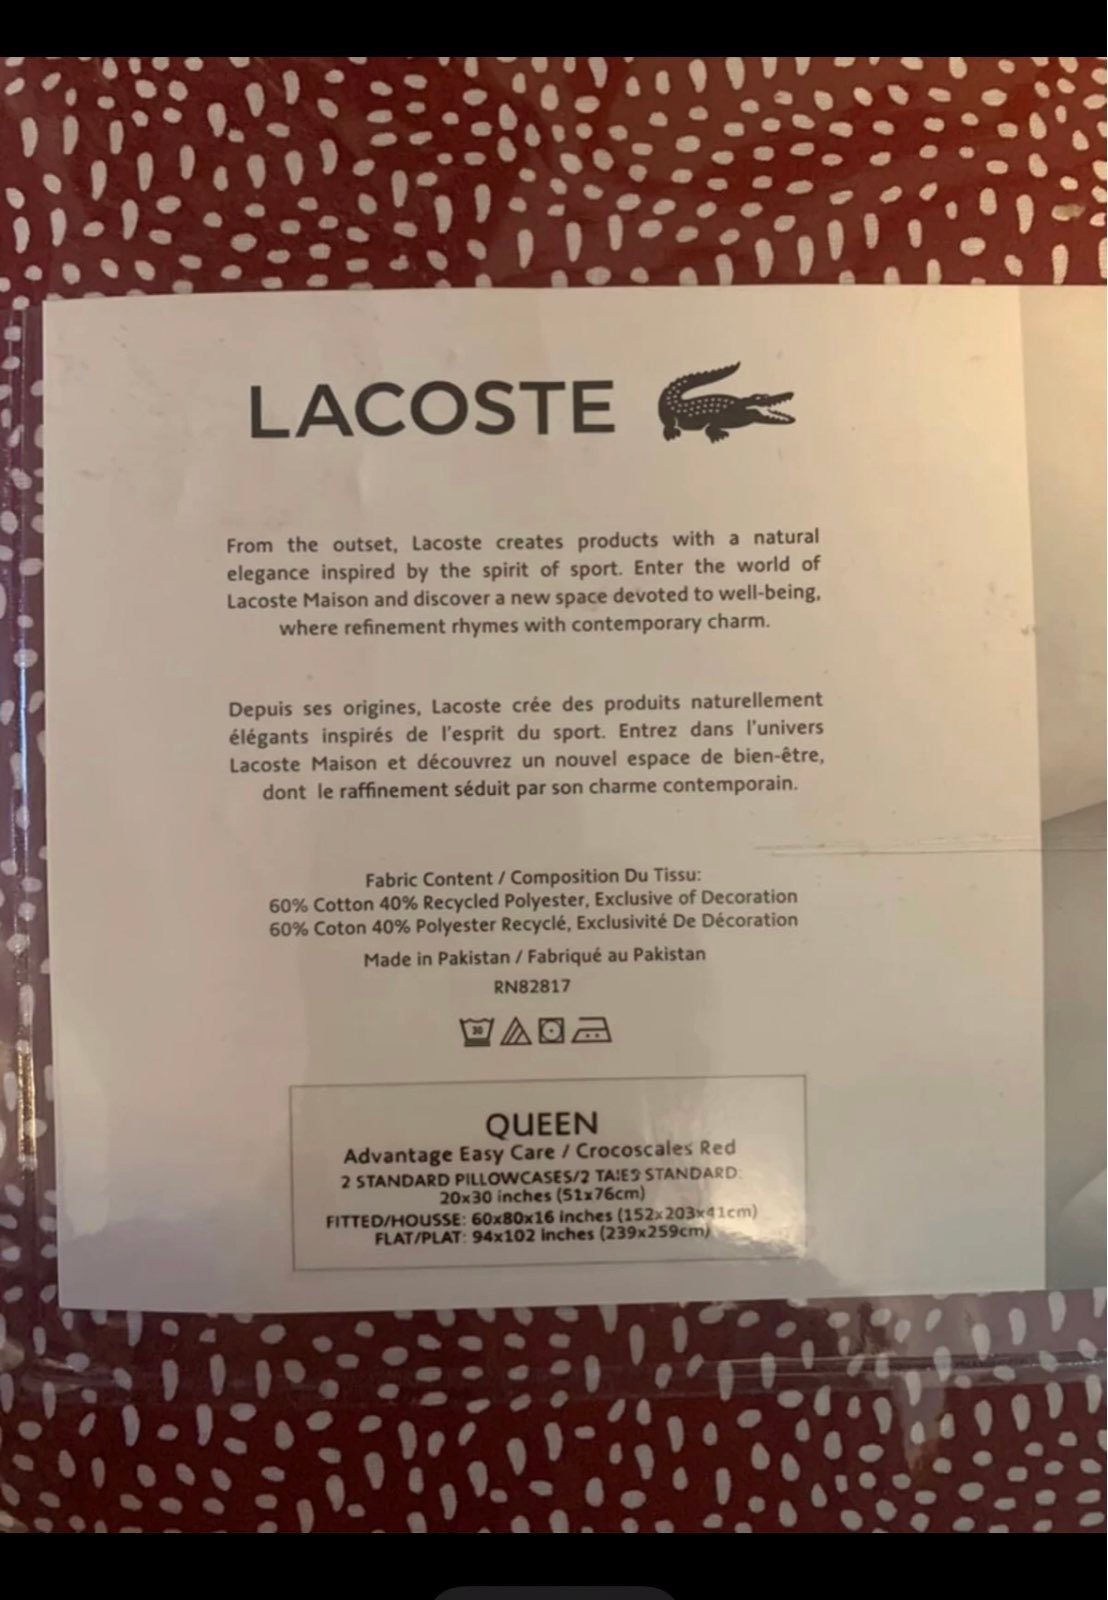 LACOSTE
From the outset, Lacoste creates products with a natural
elegance inspired by the spirit of sport. Enter the world of
Lacoste Maison and discover a new space devoted to well-being,
where refinement rhymes with contemporary charm.
Depuis ses origines, Lacoste crée des produits naturellement
élégants inspirés de l'esprit du sport. Entrez dans l'univers
Lacoste Maison et découvrez un nouvel espace de bien-être,
dont le raffinement séduit par son charme contemporain.
Fabric Content / Composition Du Tissu:
60% Cotton 40% Recycled Polyester, Exclusive of Decoration
60% Coton 40% Polyester Recyclé, Exclusivité De Décoration
Made in Pakistan / Fabriqué au Pakistan
RN82817
30
QUEEN
Advantage Easy Care / Crocoscales Red
2 STANDARD PILLOWCASES/2 TAIES STANDARD:
20x30 inches (51x76cm)
FITTED/HOUSSE: 60x80x16 inches (152x203x41cm)
FLAT/PLAT: 94x102 inches (239x259cm)